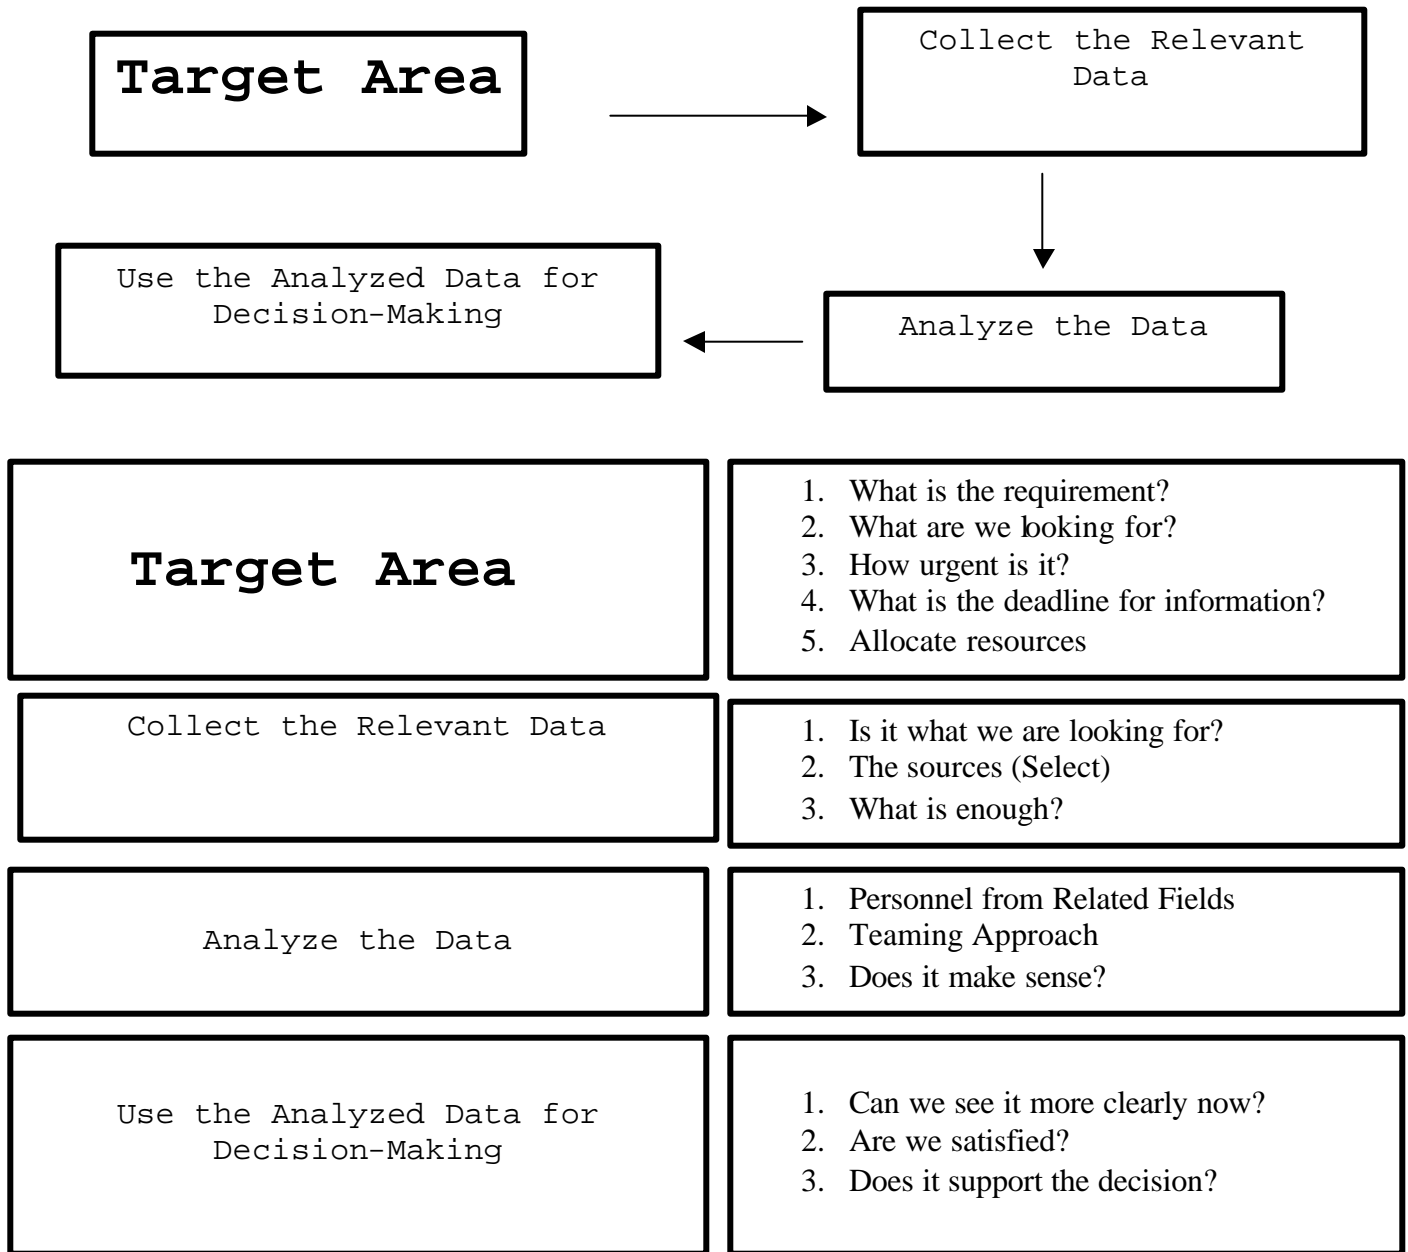 Target Area
Collect the Relevant
Data
Use the Analyzed Data for
Decision-Making
Analyze the Data
Target Area
1. What is the requirement?
2. What are we looking for?
3. How urgent is it?
4. What is the deadline for information?
5. Allocate resources
Collect the Relevant Data
1. Is it what we are looking for?
2. The sources (Select)
3. What is enough?
Analyze the Data
1. Personnel from Related Fields
2. Teaming Approach
3. Does it make sense?
Use the Analyzed Data for
Decision-Making
1. Can we see it more clearly now?
2. Are we satisfied?
3. Does it support the decision?